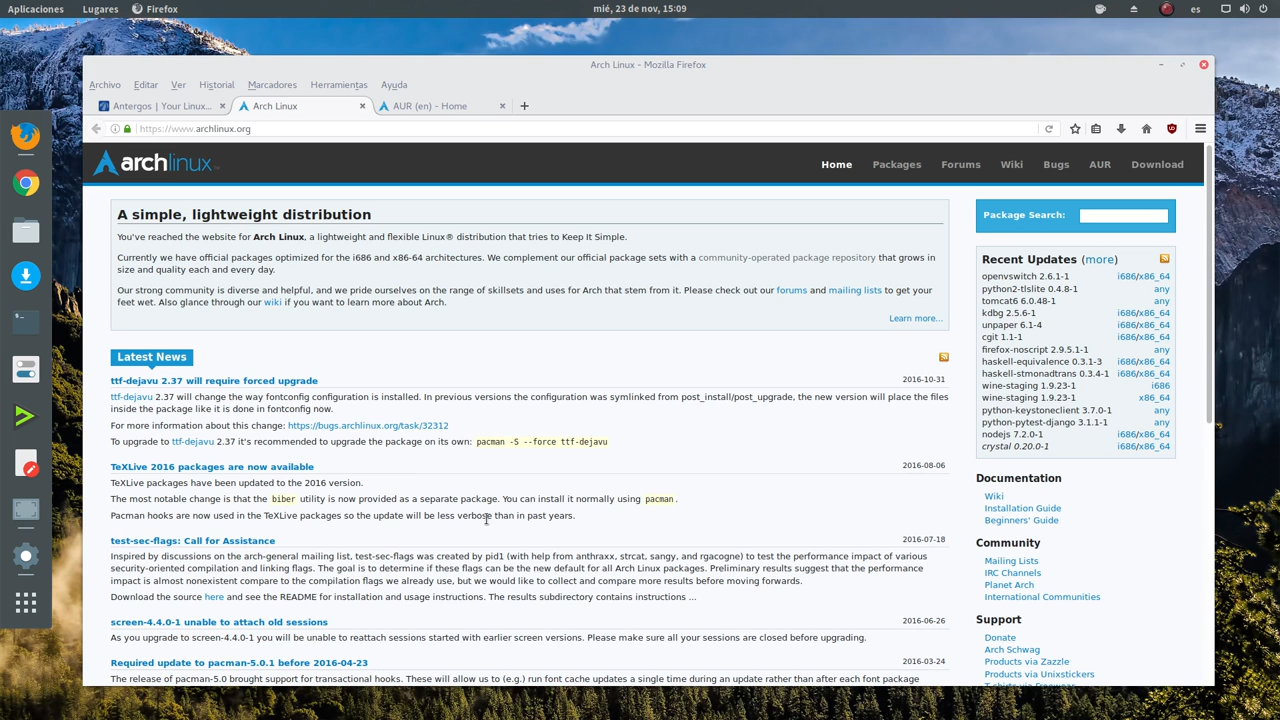 Aplicaciones Lugares Firefox mié, 23 de nov, 15:09 es
Arch Linux - Mozilla Firefox
Archivo Editar Ver Historial Marcadores Herramientas Ayuda
Antergos | Your Linux... Arch Linux AUR (en) - Home
https://www.archlinux.org
archlinux Home Packages Forums Wiki Bugs AUR Download
A simple, lightweight distribution
You've reached the website for Arch Linux, a lightweight and flexible Linux® distribution that tries to Keep It Simple.
Currently we have official packages optimized for the i686 and x86-64 architectures. We complement our official package sets with a community-operated package repository that grows in
size and quality each and every day.
Our strong community is diverse and helpful, and we pride ourselves on the range of skillsets and uses for Arch that stem from it. Please check out our forums and mailing lists to get your
feet wet. Also glance through our wiki if you want to learn more about Arch.
Learn more...
Latest News
ttf-dejavu 2.37 will require forced upgrade 2016-10-31
ttf-dejavu 2.37 will change the way fontconfig configuration is installed. In previous versions the configuration was symlinked from post_install/post_upgrade, the new version will place the files
inside the package like it is done in fontconfig now.
For more information about this change: https://bugs.archlinux.org/task/32312
To upgrade to ttf-dejavu 2.37 it's recommended to upgrade the package on its own: pacman -S --force ttf-dejavu
TeXLive 2016 packages are now available 2016-08-06
TeXLive packages have been updated to the 2016 version.
The most notable change is that the biber utility is now provided as a separate package. You can install it normally using pacman.
Pacman hooks are now used in the TeXLive packages so the update will be less verbose than in past years.
test-sec-flags: Call for Assistance 2016-07-18
Inspired by discussions on the arch-general mailing list, test-sec-flags was created by pid1 (with help from anthraxx, strcat, sangy, and rgacogne) to test the performance impact of various
security-oriented compilation and linking flags. The goal is to determine if these flags can be the new default for all Arch Linux packages. Preliminary results suggest that the performance
impact is almost nonexistent compare to the compilation flags we already use, but we would like to collect and compare more results before moving forwards.
Download the source here and see the README for installation and usage instructions. The results subdirectory contains instructions ...
screen-4.4.0-1 unable to attach old sessions 2016-06-26
As you upgrade to screen-4.4.0-1 you will be unable to reattach sessions started with earlier screen versions. Please make sure all your sessions are closed before upgrading.
Required update to pacman-5.0.1 before 2016-04-23 2016-03-24
The release of pacman-5.0 brought support for transactional hooks. These will allow us to (e.g.) run font cache updates a single time during an update rather than after each font package
Package Search:
Recent Updates (more)
openvswitch 2.6.1-1 i686/x86_64
python2-tlslite 0.4.8-1 any
tomcat6 6.0.48-1 any
kdbg 2.5.6-1 i686/x86_64
unpaper 6.1-4 i686/x86_64
cgit 1.1-1 i686/x86_64
firefox-noscript 2.9.5.1-1 any
haskell-equivalence 0.3.1-3 i686/x86_64
haskell-stmonadtrans 0.3.4-1 i686/x86_64
wine-staging 1.9.23-1 i686
wine-staging 1.9.23-1 x86_64
python-keystoneclient 3.7.0-1 any
python-pytest-django 3.1.1-1 any
nodejs 7.2.0-1 i686/x86_64
crystal 0.20.0-1 i686/x86_64
Documentation
Wiki
Installation Guide
Beginners' Guide
Community
Mailing Lists
IRC Channels
Planet Arch
International Communities
Support
Donate
Arch Schwag
Products via Zazzle
Products via Unixstickers
T-shirts via Freewear